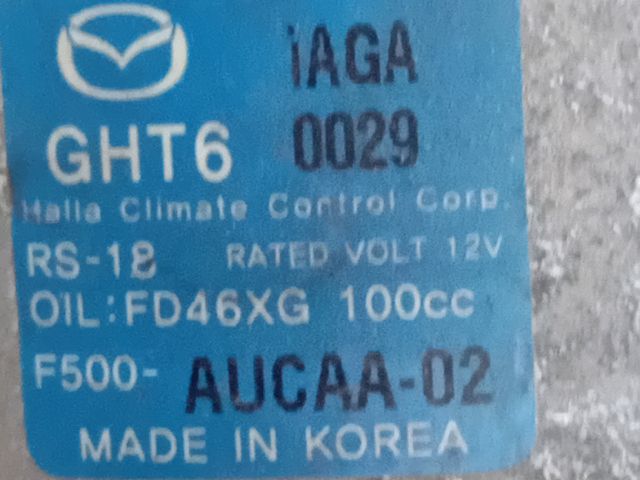 iAGA
GHT6 0029
Halla Climate Control Corp.
RS-18 RATED VOLT 12V
OIL:FD46XG 100cc
F500- AUCAA-02
MADE IN KOREA